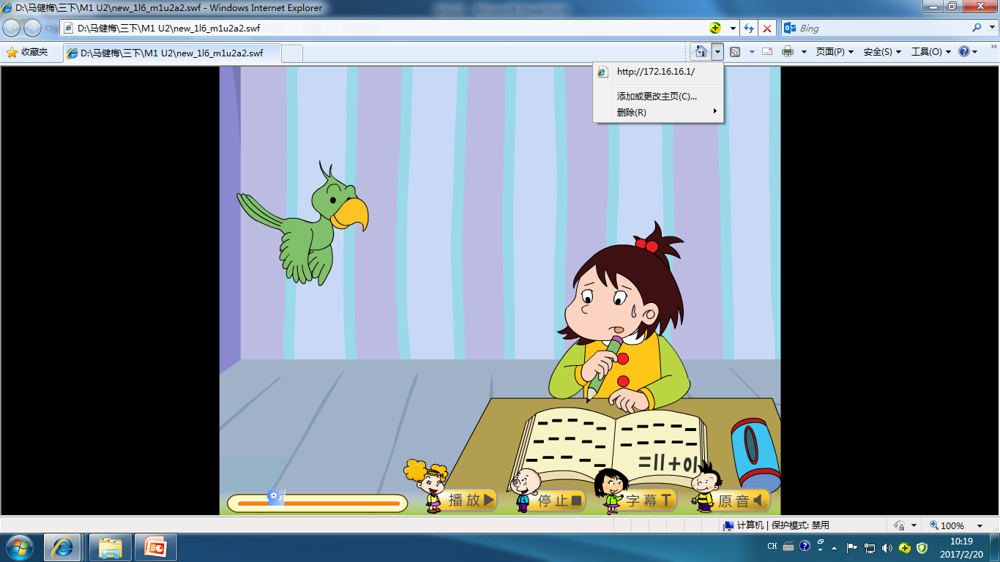 D:\马健梅\三下\M1 U2\new_1l6_m1u2a2.swf - Windows Internet Explorer
D:\马健梅\三下\M1 U2\new_1l6_m1u2a2.swf
Bing
收藏夹
D:\马健梅\三下\M1 U2\new_1l6_m1u2a2.swf
页面(P)
安全(S)
工具(O)
http://172.16.16.1/
添加或更改主页(C)...
删除(R)
=11+01
播放
停止
字幕T
原音
计算机 | 保护模式: 禁用
100%
CH
10:19
2017/2/20